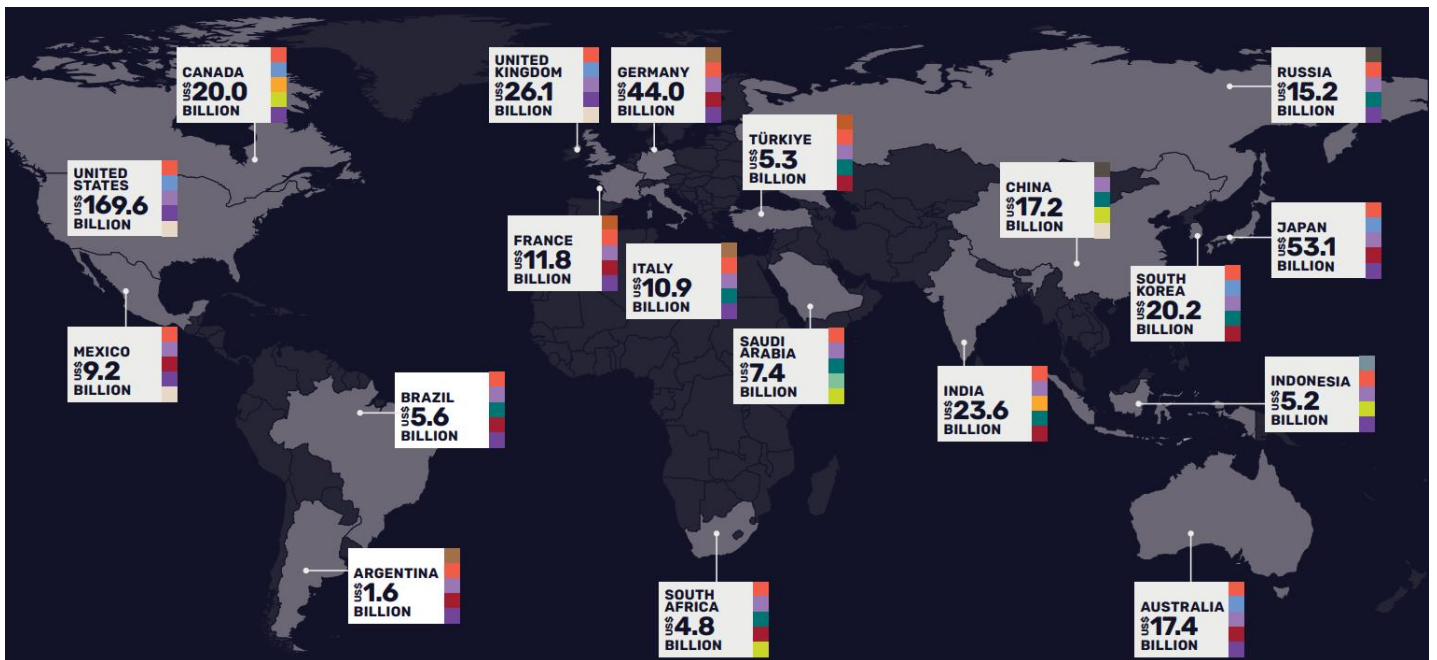 CANADA
US$ 20.0
BILLION
UNITED
KINGDOM
US$ 26.1
BILLION
GERMANY
US$ 44.0
BILLION
RUSSIA
US$ 15.2
BILLION
TÜRKİYE
US$ 5.3
BILLION
UNITED
STATES
US$ 169.6
BILLION
CHINA
US$ 17.2
BILLION
FRANCE
US$ 11.8
BILLION
ITALY
US$ 10.9
BILLION
JAPAN
US$ 53.1
BILLION
SOUTH
KOREA
US$ 20.2
BILLION
MEXICO
US$ 9.2
BILLION
SAUDI
ARABIA
US$ 7.4
BILLION
BRAZIL
US$ 5.6
BILLION
INDIA
US$ 23.6
BILLION
INDONESIA
US$ 5.2
BILLION
ARGENTINA
US$ 1.6
BILLION
SOUTH
AFRICA
US$ 4.8
BILLION
AUSTRALIA
US$ 17.4
BILLION